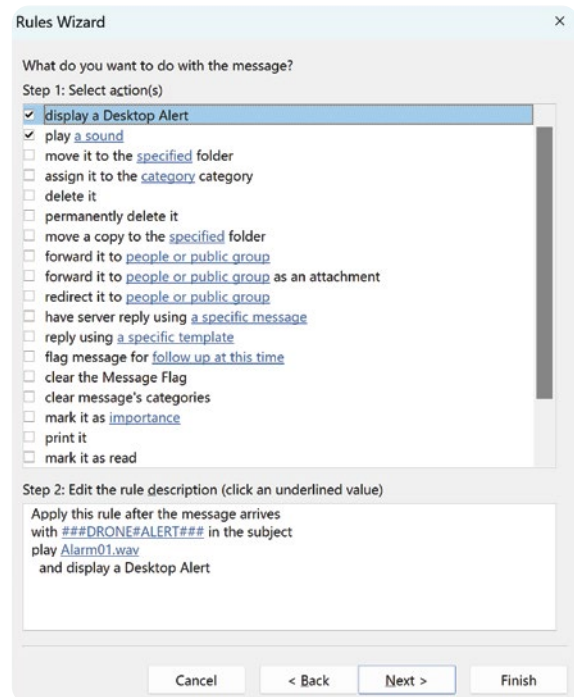 Rules Wizard
What do you want to do with the message?
Step 1: Select action(s)
display a Desktop Alert
play a sound
move it to the specified folder
assign it to the category category
delete it
permanently delete it
move a copy to the specified folder
forward it to people or public group
forward it to people or public group as an attachment
redirect it to people or public group
have server reply using a specific message
reply using a specific template
flag message for follow up at this time
clear the Message Flag
clear message's categories
mark it as importance
print it
mark it as read
Step 2: Edit the rule description (click an underlined value)
Apply this rule after the message arrives
with ###DRONE#ALERT### in the subject
play Alarm01.wav
and display a Desktop Alert
Cancel < Back Next > Finish